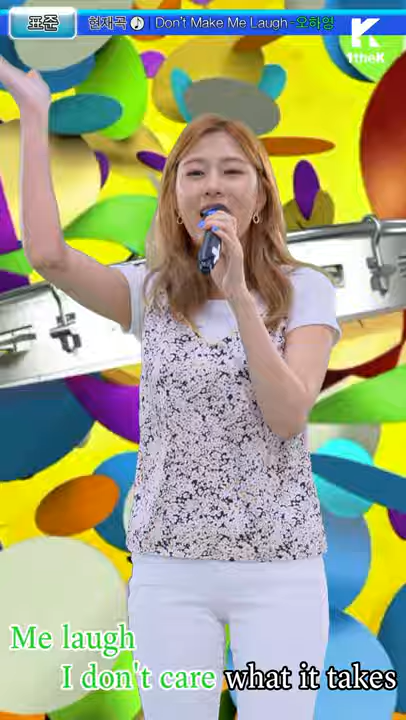 표준
현재곡 ♪ | Don't Make Me Laugh-오하영
1theK
Me laugh
I don't care what it takes